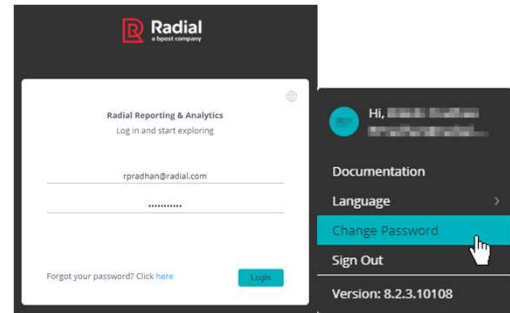 Radial
a bpost company
Radial Reporting & Analytics
Log in and start exploring
rpradhan@radial.com
Forgot your password? Click here
Login
Hi,
Documentation
Language
Change Password
Sign Out
Version: 8.2.3.10108